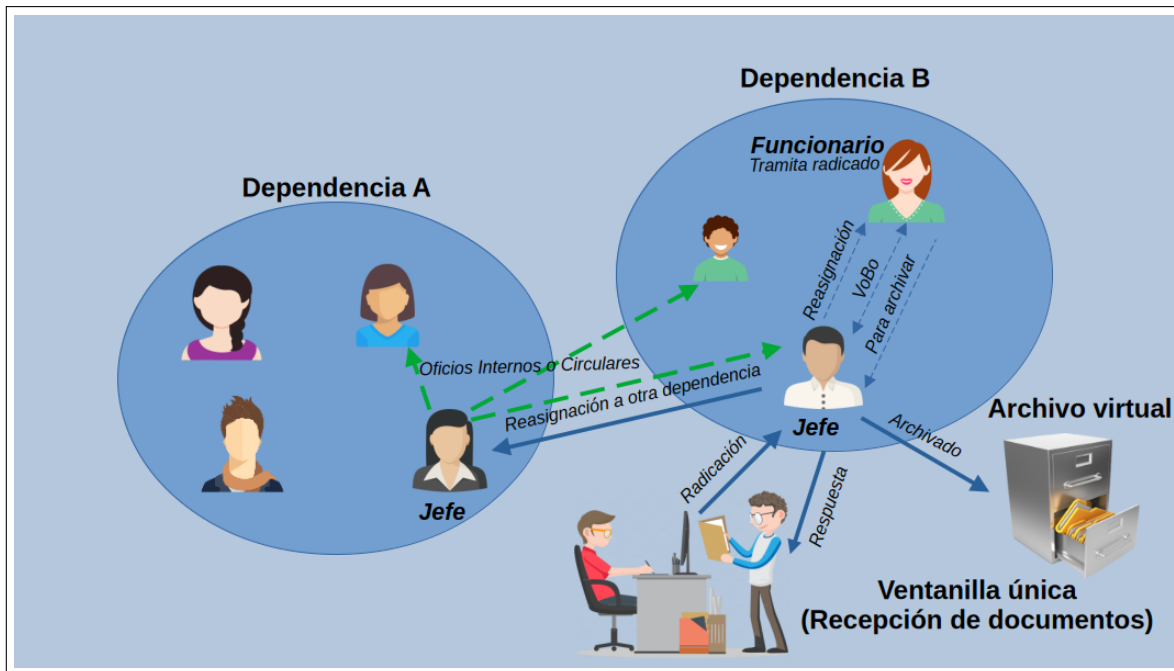 Dependencia B
Funcionario
Tramita radicado
Dependencia A
Reasignación
VoBo
Para archivar
Oficios Internos o Circulares
Reasignación a otra dependencia
Jefe
Jefe
Archivo virtual
Archivado
Radicación
Respuesta
Ventanilla única
(Recepción de documentos)